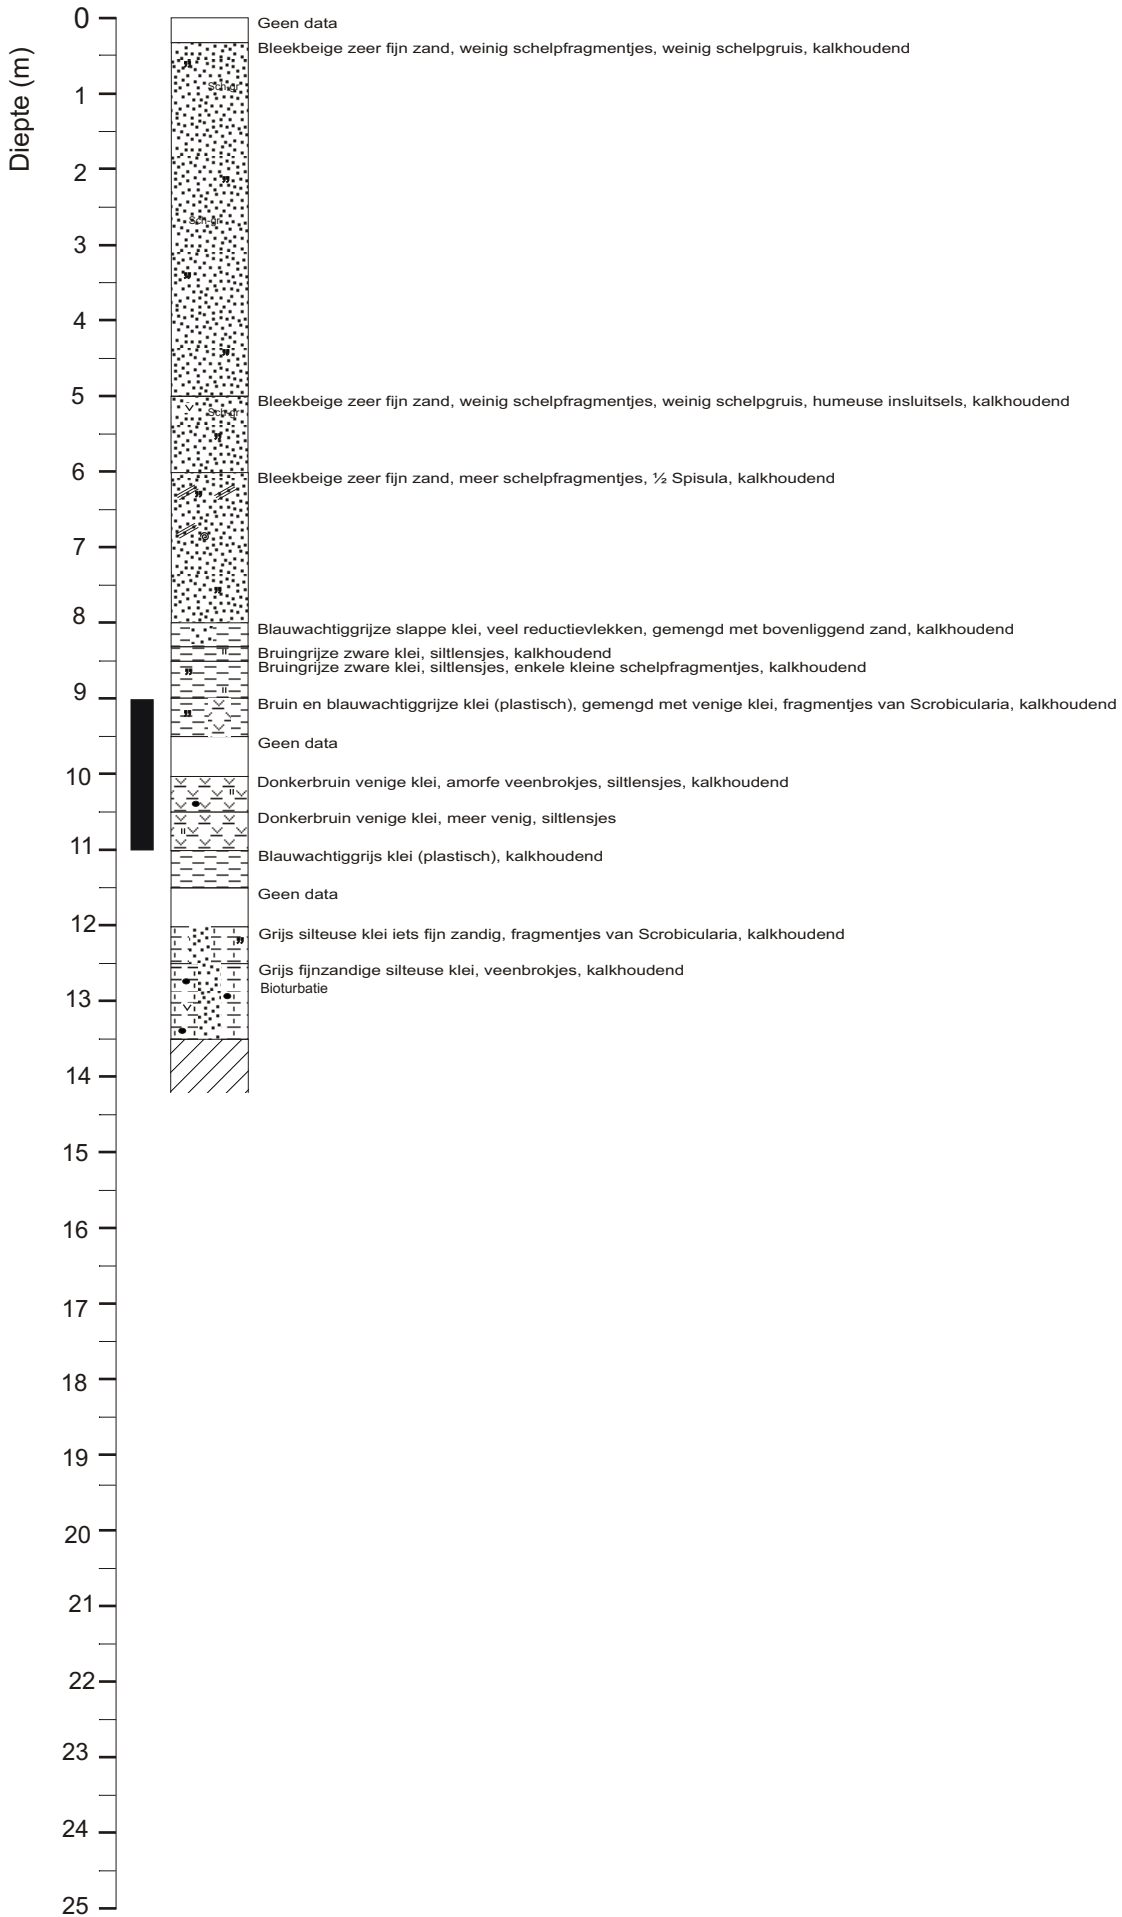 Diepte (m)
0
Geen data
Bleekbeige zeer fijn zand, weinig schelpfragmentjes, weinig schelpgruis, kalkhoudend
Sch-gr
1
2
Sch-gr
3
4
5
Bleekbeige zeer fijn zand, weinig schelpfragmentjes, weinig schelpgruis, humeuse insluitsels, kalkhoudend
Sch-gr
6
Bleekbeige zeer fijn zand, meer schelpfragmentjes, ½ Spisula, kalkhoudend
7
8
Blauwachtiggrijze slappe klei, veel reductievlekken, gemengd met bovenliggend zand, kalkhoudend
Bruingrijze zware klei, siltlensjes, kalkhoudend
Bruingrijze zware klei, siltlensjes, enkele kleine schelpfragmentjes, kalkhoudend
9
Bruin en blauwachtiggrijze klei (plastisch), gemengd met venige klei, fragmentjes van Scrobicularia, kalkhoudend
Geen data
10
Donkerbruin venige klei, amorfe veenbrokjes, siltlensjes, kalkhoudend
Donkerbruin venige klei, meer venig, siltlensjes
11
Blauwachtiggrijs klei (plastisch), kalkhoudend
Geen data
12
Grijs silteuse klei iets fijn zandig, fragmentjes van Scrobicularia, kalkhoudend
Grijs fijnzandige silteuse klei, veenbrokjes, kalkhoudend
Bioturbatie
13
14
15
16
17
18
19
20
21
22
23
24
25